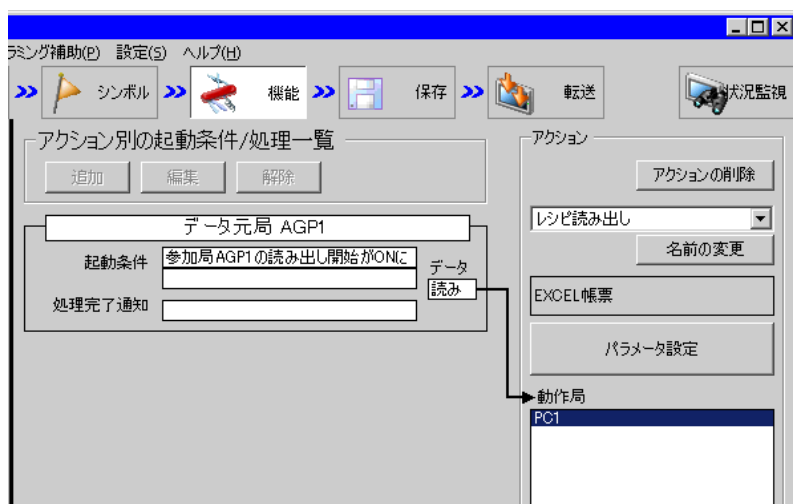 ラミング補助(P) 設定(S) ヘルプ(H)
シンボル 機能 保存 転送 状況監視
アクション別の起動条件/処理一覧
追加 編集 解除
データ元局 AGP1
起動条件 参加局AGP1の読み出し開始がONに
処理完了通知
データ
読み
アクション
アクションの削除
レシピ読み出し
名前の変更
EXCEL帳票
パラメータ設定
動作局
PC1